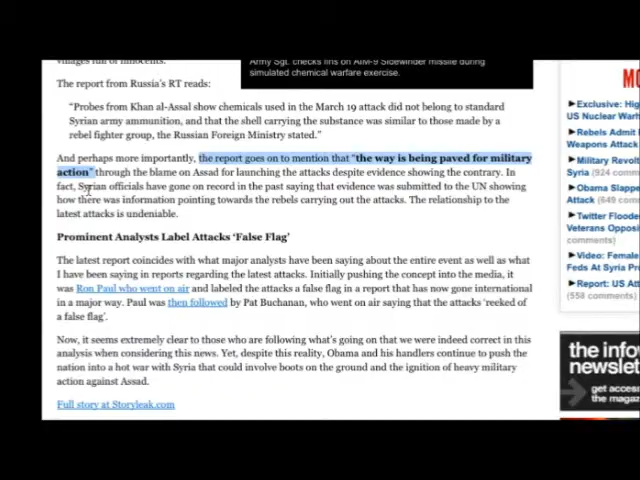 villages full of innocents.
Army Sgt. checks fins on AIM-9 Sidewinder missile during
simulated chemical warfare exercise.
The report from Russia's RT reads:
"Probes from Khan al-Assal show chemicals used in the March 19 attack did not belong to standard
Syrian army ammunition, and that the shell carrying the substance was similar to those made by a
rebel fighter group, the Russian Foreign Ministry stated."
And perhaps more importantly, the report goes on to mention that "the way is being paved for military
action" through the blame on Assad for launching the attacks despite evidence showing the contrary. In
fact, Syrian officials have gone on record in the past saying that evidence was submitted to the UN showing
how there was information pointing towards the rebels carrying out the attacks. The relationship to the
latest attacks is undeniable.
Prominent Analysts Label Attacks 'False Flag'
The latest report coincides with what major analysts have been saying about the entire event as well as what
I have been saying in reports regarding the latest attacks. Initially pushing the concept into the media, it
was Ron Paul who went on air and labeled the attacks a false flag in a report that has now gone international
in a major way. Paul was then followed by Pat Buchanan, who went on air saying that the attacks 'reeked of
a false flag'.
Now, it seems extremely clear to those who are following what's going on that we were indeed correct in this
analysis when considering this news. Yet, despite this reality, Obama and his handlers continue to push the
nation into a hot war with Syria that could involve boots on the ground and the ignition of heavy military
action against Assad.
Full story at Storyleak.com
MO
Exclusive: Hig
US Nuclear Warh
Rebels Admit
Weapons Attack
Military Revolt
Syria (924 comm
Obama Slappe
Attack (649 com
Twitter Flooded
Veterans Oppos
comments)
Video: Female
Feds At Syria Pr
Report: US Att
(558 comments)
the info
newslet
get access
the maga